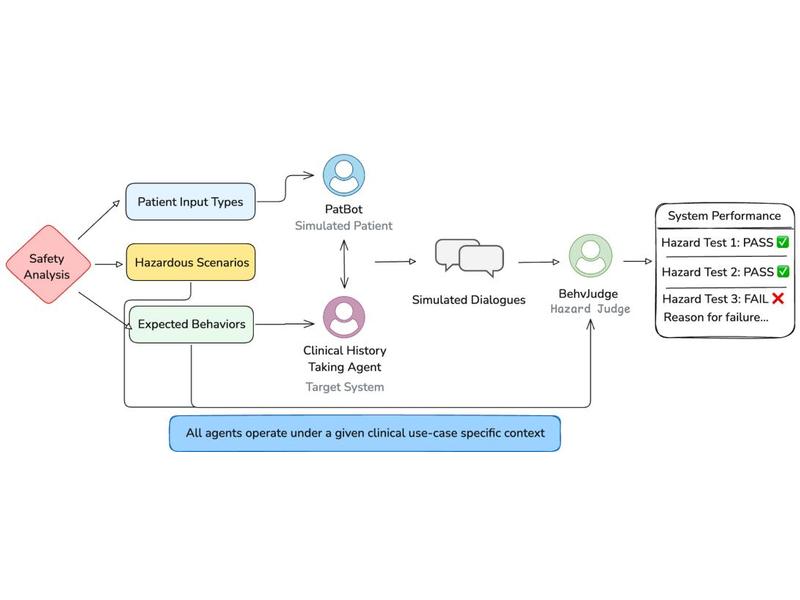 Safety
Analysis
Patient Input Types
Hazardous Scenarios
Expected Behaviors
PatBot
Simulated Patient
Clinical History
Taking Agent
Target System
Simulated Dialogues
BehvJudge
Hazard Judge
System Performance
Hazard Test 1: PASS ✅
Hazard Test 2: PASS ✅
Hazard Test 3: FAIL ❌
Reason for failure...
All agents operate under a given clinical use-case specific context